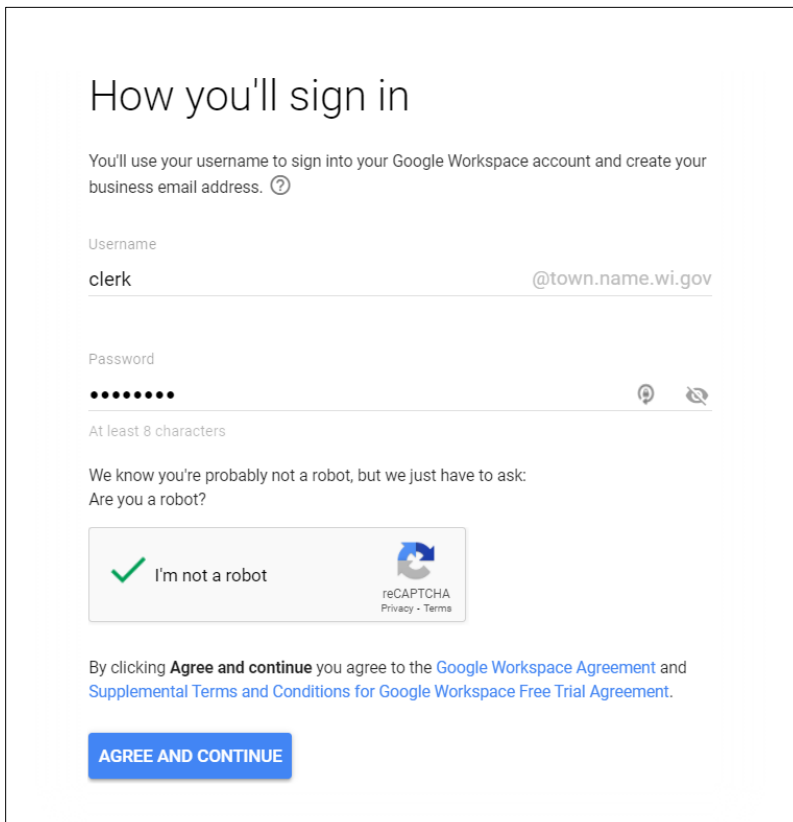 How you'll sign in
You'll use your username to sign into your Google Workspace account and create your
business email address. ?
Username
clerk @town.name.wi.gov
Password
••••••••
At least 8 characters
We know you're probably not a robot, but we just have to ask:
Are you a robot?
I'm not a robot
reCAPTCHA
Privacy - Terms
By clicking Agree and continue you agree to the Google Workspace Agreement and
Supplemental Terms and Conditions for Google Workspace Free Trial Agreement.
AGREE AND CONTINUE